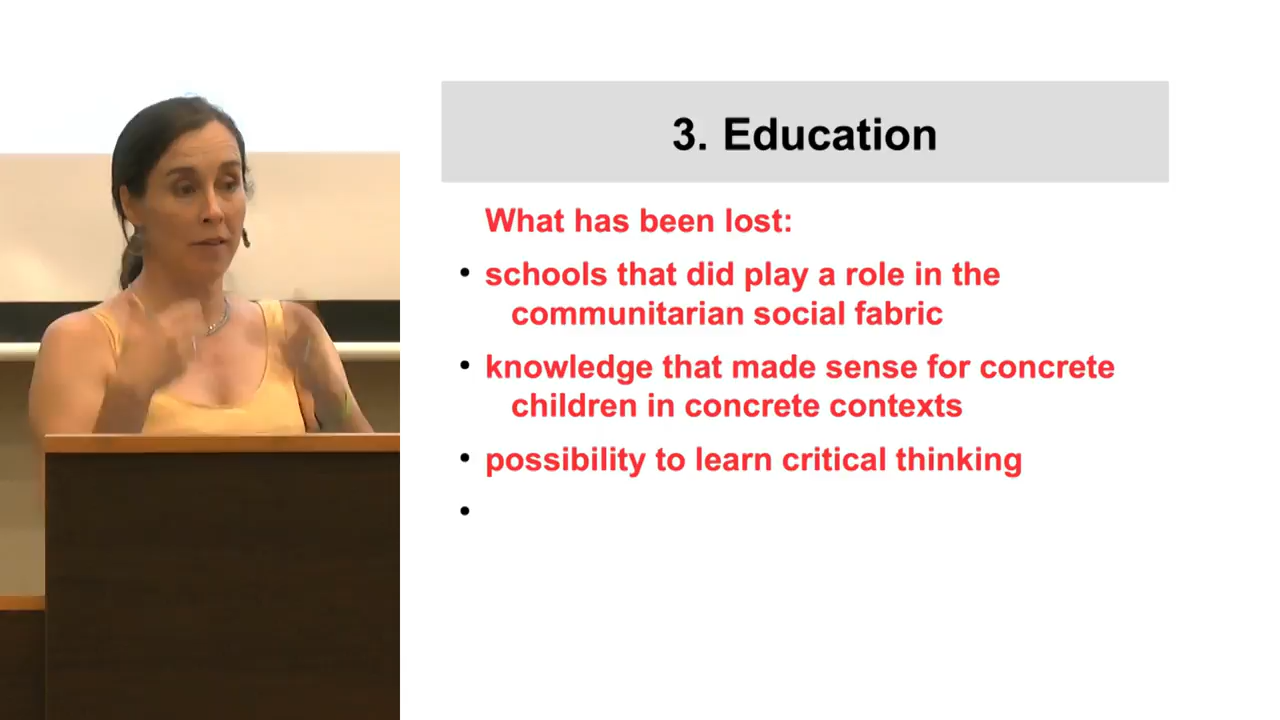 3. Education
What has been lost:
• schools that did play a role in the
communitarian social fabric
• knowledge that made sense for concrete
children in concrete contexts
• possibility to learn critical thinking
•